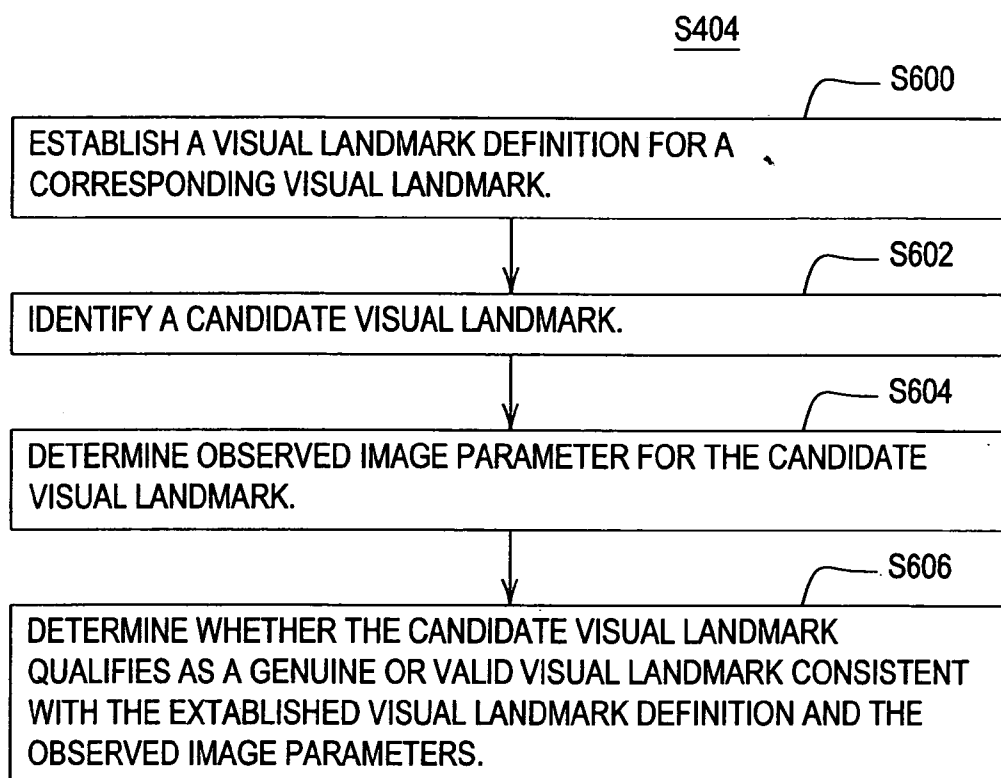 S404
S600
ESTABLISH A VISUAL LANDMARK DEFINITION FOR A
CORRESPONDING VISUAL LANDMARK.
S602
IDENTIFY A CANDIDATE VISUAL LANDMARK.
S604
DETERMINE OBSERVED IMAGE PARAMETER FOR THE CANDIDATE
VISUAL LANDMARK.
S606
DETERMINE WHETHER THE CANDIDATE VISUAL LANDMARK
QUALIFIES AS A GENUINE OR VALID VISUAL LANDMARK CONSISTENT
WITH THE EXTABLISHED VISUAL LANDMARK DEFINITION AND THE
OBSERVED IMAGE PARAMETERS.